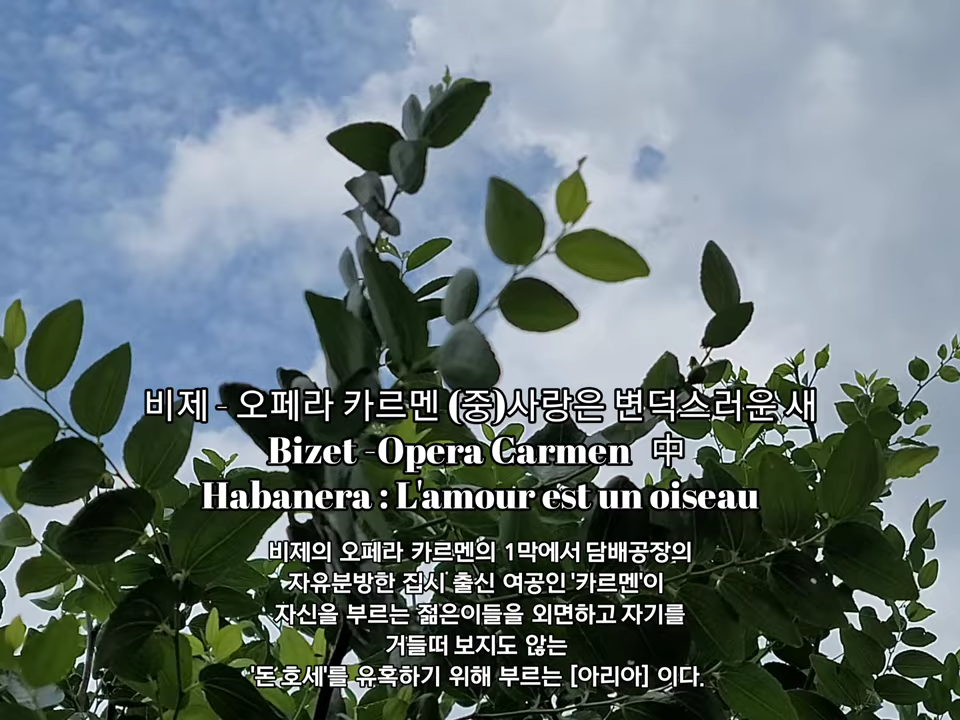 비제 - 오페라 카르멘 (중)사랑은 변덕스러운 새
Bizet -Opera Carmen 中
Habanera : L'amour est un oiseau
비제의 오페라 카르멘의 1막에서 담배공장의
자유분방한 집시 출신 여공인 '카르멘'이
자신을 부르는 젊은이들을 외면하고 자기를
거들떠 보지도 않는
'돈 호세'를 유혹하기 위해 부르는 [아리아] 이다.